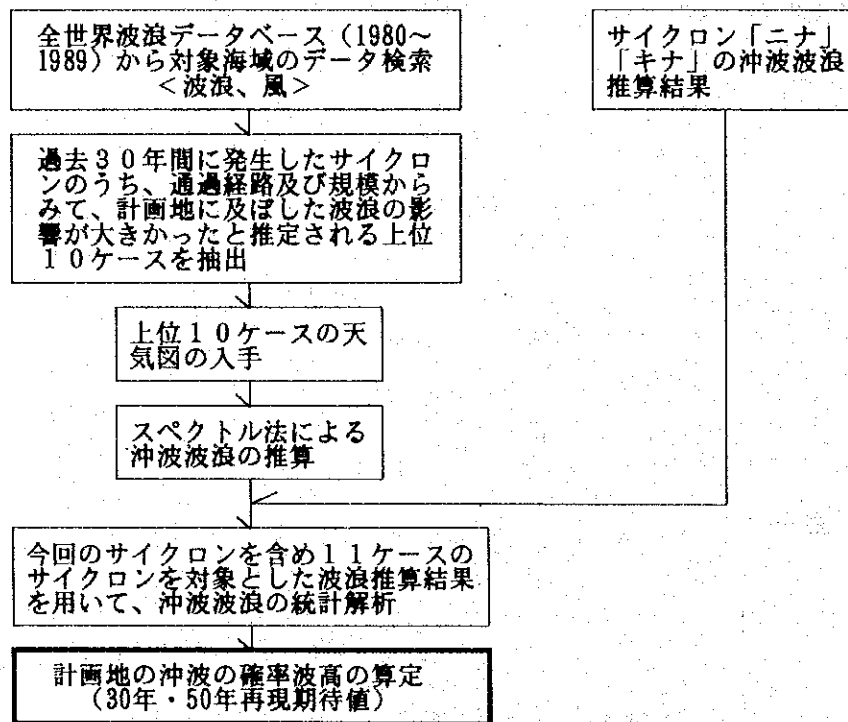 全世界波浪データベース（1980～
1989）から対象海域のデータ検索
＜波浪、風＞
サイクロン「ニナ」
「キナ」の沖波波浪
推算結果
過去３０年間に発生したサイクロ
ンのうち、通過経路及び規模から
みて、計画地に及ぼした波浪の影
響が大きかったと推定される上位
１０ケースを抽出
上位１０ケースの天
気図の入手
スペクトル法による
沖波波浪の推算
今回のサイクロンを含め１１ケースの
サイクロンを対象とした波浪推算結果
を用いて、沖波波浪の統計解析
計画地の沖波の確率波高の算定
（30年・50年再現期待値）